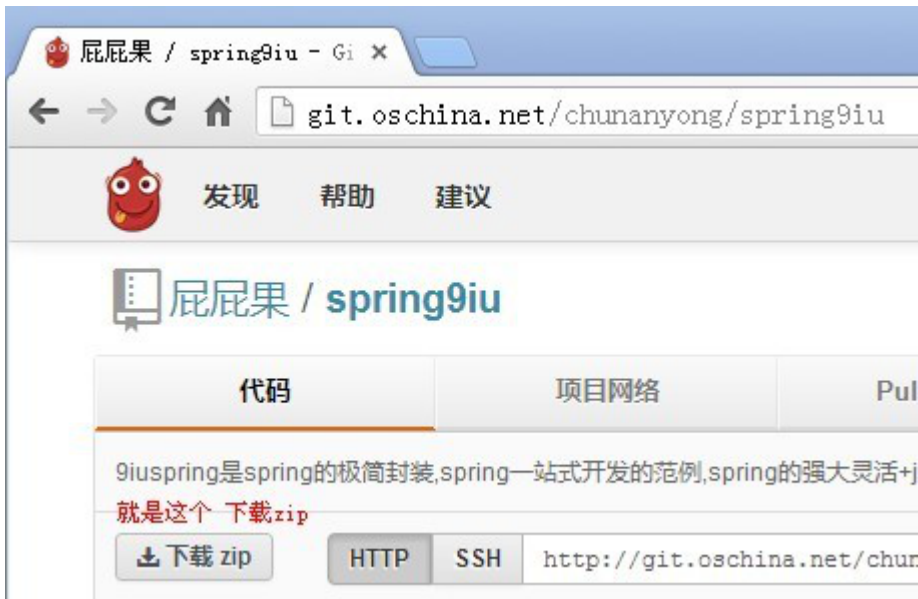 屁屁果 / spring9iu - Gi
git.oschina.net/chunanyong/spring9iu
发现 帮助 建议
屁屁果 / spring9iu
代码 项目网络 Pul
9iuspring是spring的极简封装,spring一站式开发的范例,spring的强大灵活+j
就是这个 下载zip
下载 zip HTTP SSH http://git.oschina.net/chun